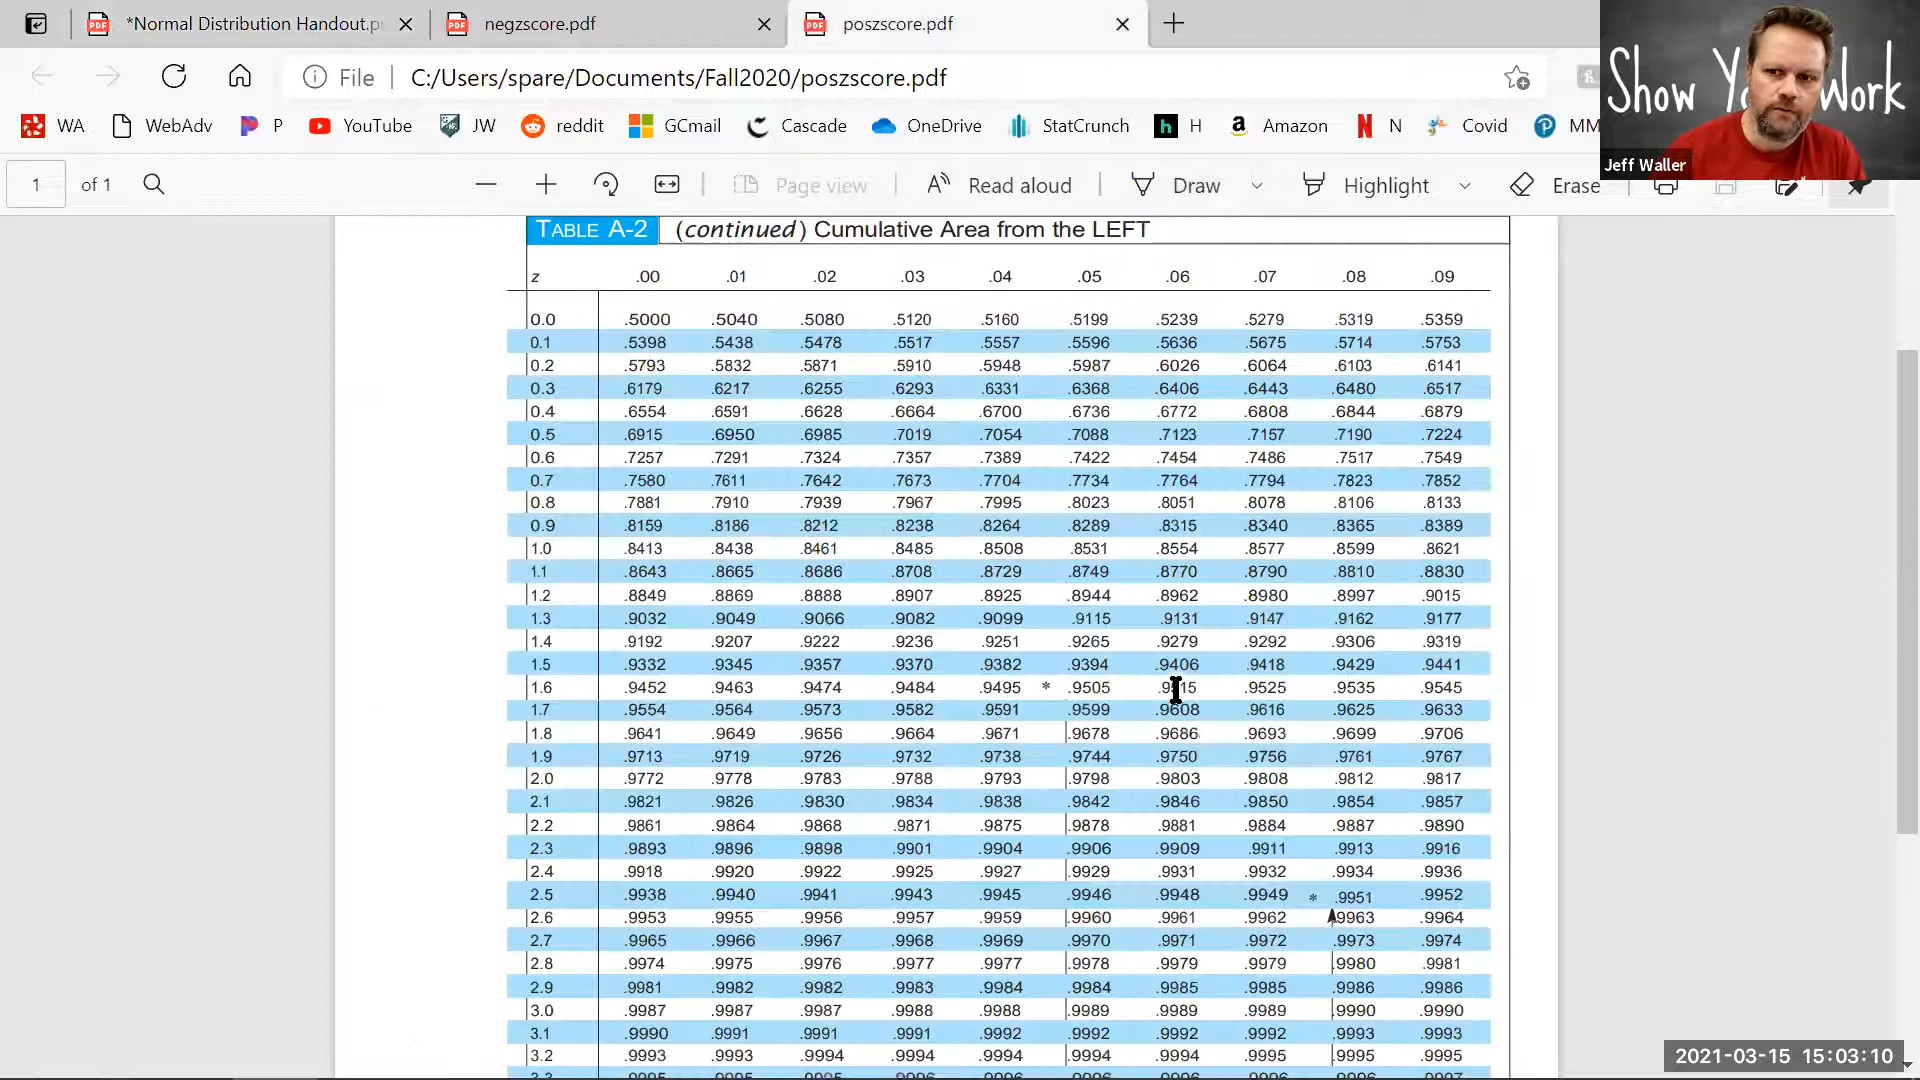 *Normal Distribution Handout.p
negzscore.pdf
poszscore.pdf
File
C:/Users/spare/Documents/Fall2020/poszscore.pdf
WA WebAdv P YouTube JW reddit GCmail Cascade OneDrive StatCrunch H Amazon N Covid MM
Show Work
Jeff Waller
1 of 1 Page view Read aloud Draw Highlight Erase
TABLE A-2 (continued) Cumulative Area from the LEFT
z .00 .01 .02 .03 .04 .05 .06 .07 .08 .09
0.0 .5000 .5040 .5080 .5120 .5160 .5199 .5239 .5279 .5319 .5359
0.1 .5398 .5438 .5478 .5517 .5557 .5596 .5636 .5675 .5714 .5753
0.2 .5793 .5832 .5871 .5910 .5948 .5987 .6026 .6064 .6103 .6141
0.3 .6179 .6217 .6255 .6293 .6331 .6368 .6406 .6443 .6480 .6517
0.4 .6554 .6591 .6628 .6664 .6700 .6736 .6772 .6808 .6844 .6879
0.5 .6915 .6950 .6985 .7019 .7054 .7088 .7123 .7157 .7190 .7224
0.6 .7257 .7291 .7324 .7357 .7389 .7422 .7454 .7486 .7517 .7549
0.7 .7580 .7611 .7642 .7673 .7704 .7734 .7764 .7794 .7823 .7852
0.8 .7881 .7910 .7939 .7967 .7995 .8023 .8051 .8078 .8106 .8133
0.9 .8159 .8186 .8212 .8238 .8264 .8289 .8315 .8340 .8365 .8389
1.0 .8413 .8438 .8461 .8485 .8508 .8531 .8554 .8577 .8599 .8621
1.1 .8643 .8665 .8686 .8708 .8729 .8749 .8770 .8790 .8810 .8830
1.2 .8849 .8869 .8888 .8907 .8925 .8944 .8962 .8980 .8997 .9015
1.3 .9032 .9049 .9066 .9082 .9099 .9115 .9131 .9147 .9162 .9177
1.4 .9192 .9207 .9222 .9236 .9251 .9265 .9279 .9292 .9306 .9319
1.5 .9332 .9345 .9357 .9370 .9382 .9394 .9406 .9418 .9429 .9441
1.6 .9452 .9463 .9474 .9484 .9495 * .9505 .9525 .9535 .9545
1.7 .9554 .9564 .9573 .9582 .9591 .9599 .9608 .9616 .9625 .9633
1.8 .9641 .9649 .9656 .9664 .9671 .9678 .9686 .9693 .9699 .9706
1.9 .9713 .9719 .9726 .9732 .9738 .9744 .9750 .9756 .9761 .9767
2.0 .9772 .9778 .9783 .9788 .9793 .9798 .9803 .9808 .9812 .9817
2.1 .9821 .9826 .9830 .9834 .9838 .9842 .9846 .9850 .9854 .9857
2.2 .9861 .9864 .9868 .9871 .9875 .9878 .9881 .9884 .9887 .9890
2.3 .9893 .9896 .9898 .9901 .9904 .9906 .9909 .9911 .9913 .9916
2.4 .9918 .9920 .9922 .9925 .9927 .9929 .9931 .9932 .9934 .9936
2.5 .9938 .9940 .9941 .9943 .9945 .9946 .9948 .9949 * .9951 .9952
2.6 .9953 .9955 .9956 .9957 .9959 .9960 .9961 .9962 .9963 .9964
2.7 .9965 .9966 .9967 .9968 .9969 .9970 .9971 .9972 .9973 .9974
2.8 .9974 .9975 .9976 .9977 .9977 .9978 .9979 .9979 .9980 .9981
2.9 .9981 .9982 .9982 .9983 .9984 .9984 .9985 .9985 .9986 .9986
3.0 .9987 .9987 .9987 .9988 .9988 .9989 .9989 .9989 .9990 .9990
3.1 .9990 .9991 .9991 .9991 .9992 .9992 .9992 .9992 .9993 .9993
3.2 .9993 .9993 .9994 .9994 .9994 .9994 .9994 .9995 .9995 .9995
2021-03-15 15:03:10